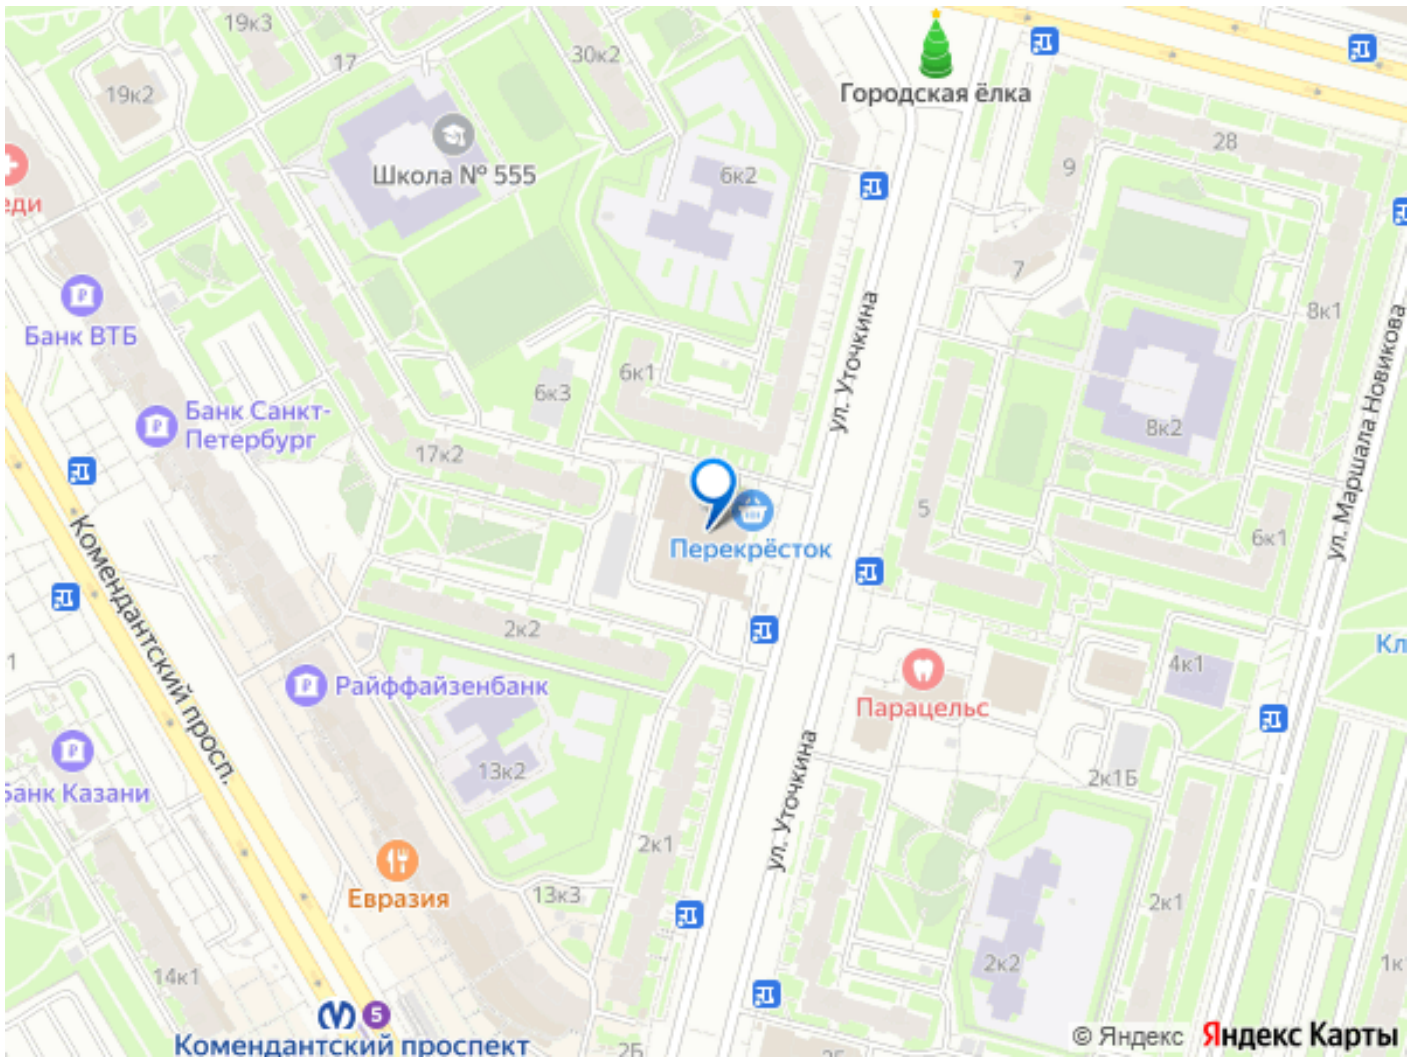 19к3
17
30к2
19к2
Городская ёлка
28
9
Школа № 555
6к2
еди
7
8к1
Банк ВТБ
ул. Уточкина
ул. Маршала Новикова
6к1
6к3
Банк Санкт-
Петербург
8к2
17к2
5
6к1
Перекрёсток
Комендантский просп.
2к2
Кл
1
4к1
Райффайзенбанк
Парацельс
13к2
2к1Б
Банк Казани
ул. Уточкина
2к1
Евразия
13к3
2к1
14к1
2к2
1к
5
Комендантский проспект
2Б
© Яндекс Яндекс Карты